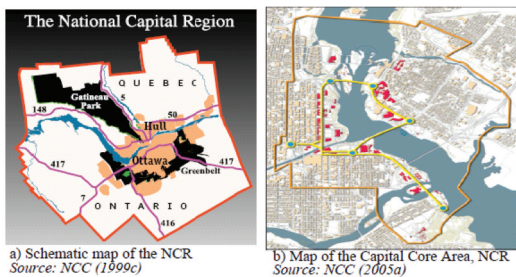 The National Capital Region
QUEBEC
Gatineau
Park
5
148
50
Hull
417
Ottawa
417
Greenbelt
7
ONTARIO
416
a) Schematic map of the NCR
Source: NCC (1999c)
b) Map of the Capital Core Area, NCR
Source: NCC (2005a)